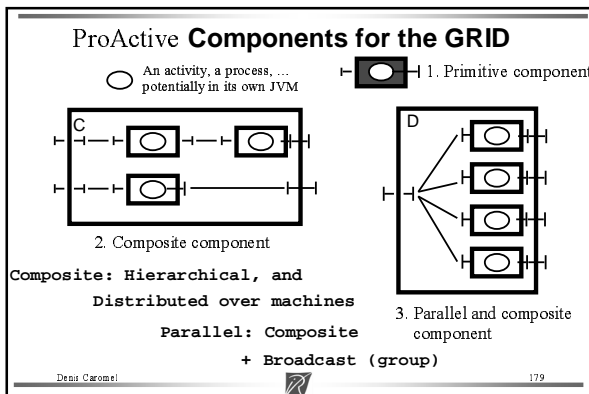 ProActive Components for the GRID
An activity, a process, ...
potentially in its own JVM
1. Primitive component
C
D
2. Composite component
Composite: Hierarchical, and
Distributed over machines
Parallel: Composite
+ Broadcast (group)
3. Parallel and composite
component
Denis Caromel
179